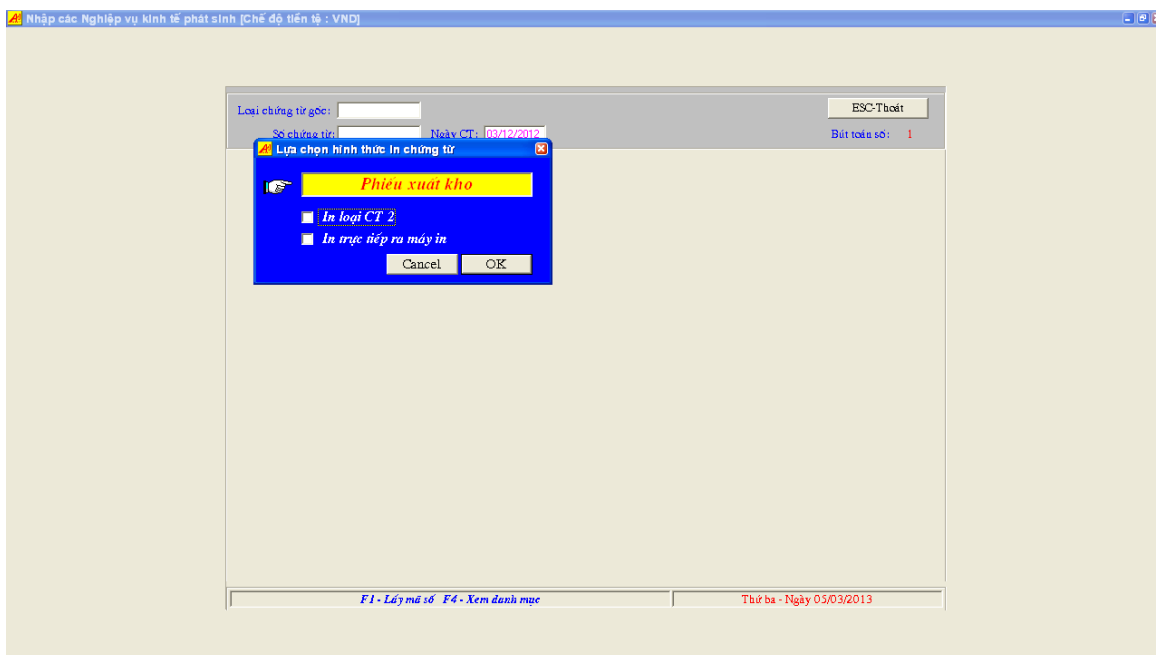 Nhập các Nghiệp vụ kinh tế phát sinh [Chế độ tiền tệ : VND]
Loại chứng từ gốc:
ESC-Thoát
Số chứng từ: Ngày CT: 03/12/2012
Bút toán số: 1
Lựa chọn hình thức in chứng từ
Phiếu xuất kho
In loại CT 2
In trực tiếp ra máy in
Cancel OK
F1 - Lấy mã số F4 - Xem danh mục
Thứ ba - Ngày 05/03/2013